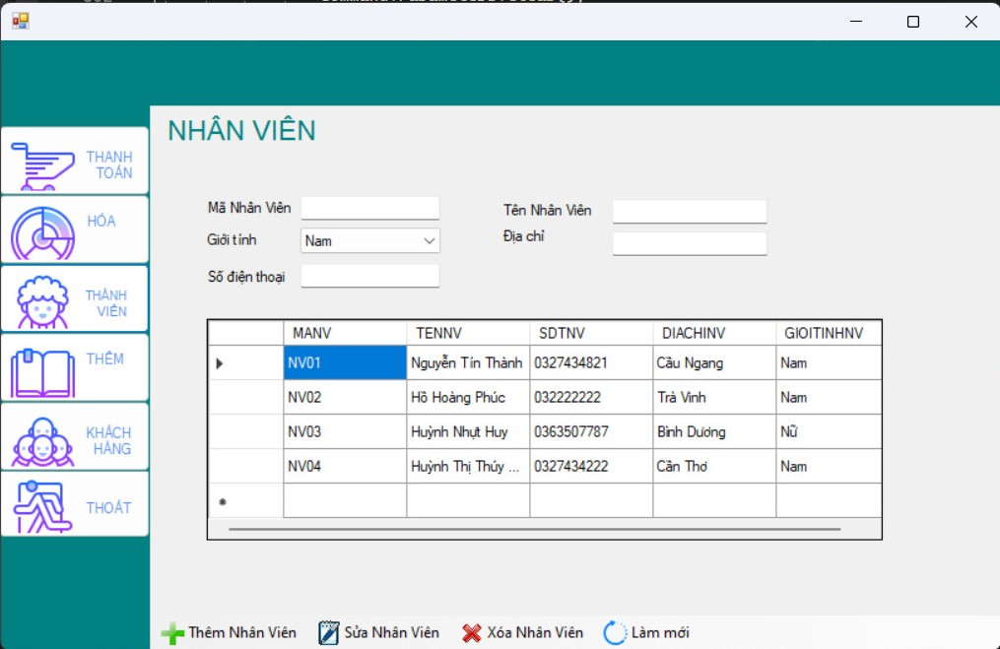 NHÂN VIÊN
THANH
TOÁN
HÓA
THÀNH
VIÊN
THÊM
KHÁCH
HÀNG
THOÁT
Mã Nhân Viên
Tên Nhân Viên
Giới tính
Nam
Địa chỉ
Số điện thoại
MANV TENNV SDTNV DIACHINV GIOITINHNV
NV01 Nguyễn Tín Thành 0327434821 Cầu Ngang Nam
NV02 Hồ Hoàng Phúc 032222222 Trà Vinh Nam
NV03 Huỳnh Nhựt Huy 0363507787 Bình Dương Nữ
NV04 Huỳnh Thị Thúy ... 0327434222 Cần Thơ Nam
Thêm Nhân Viên Sửa Nhân Viên Xóa Nhân Viên Làm mới